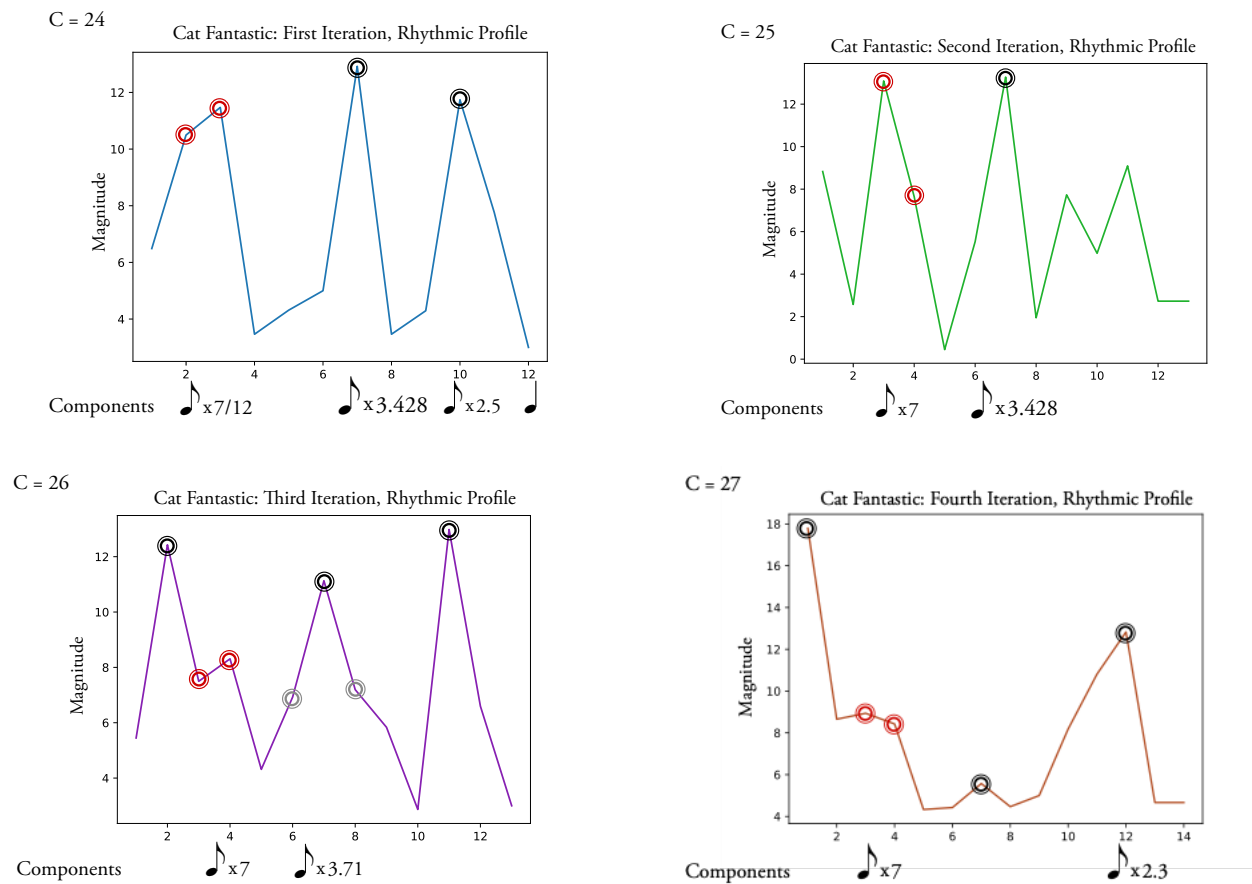 C = 24
Cat Fantastic: First Iteration, Rhythmic Profile
Magnitude
12
10
8
6
4
2 4 6 8 10 12
Components x7/12 x3.428 x2.5
C = 25
Cat Fantastic: Second Iteration, Rhythmic Profile
Magnitude
12
10
8
6
4
2
0
2 4 6 8 10 12
Components x7 x3.428
C = 26
Cat Fantastic: Third Iteration, Rhythmic Profile
Magnitude
12
10
8
6
4
2 4 6 8 10 12
Components x7 x3.71
C = 27
Cat Fantastic: Fourth Iteration, Rhythmic Profile
Magnitude
18
16
14
12
10
8
6
4
2 4 6 8 10 12 14
Components x7 x2.3